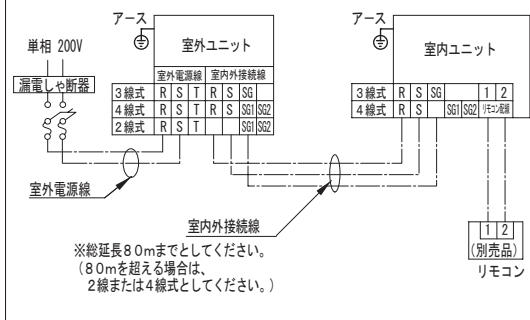 アース
単相 200V
漏電しゃ断器
室外ユニット
室外電源線 室内外接続線
3線式 R S T R S SG
4線式 R S T R S SG1 SG2
2線式 R S T SG1 SG2
室外電源線
室内外接続線
※総延長80mまでとしてください。
(80mを超える場合は、
2線または4線式としてください。)
アース
室内ユニット
3線式 R S SG 1 2
4線式 R S SG1 SG2 リモコン配線
1 2
(別売品)
リモコン